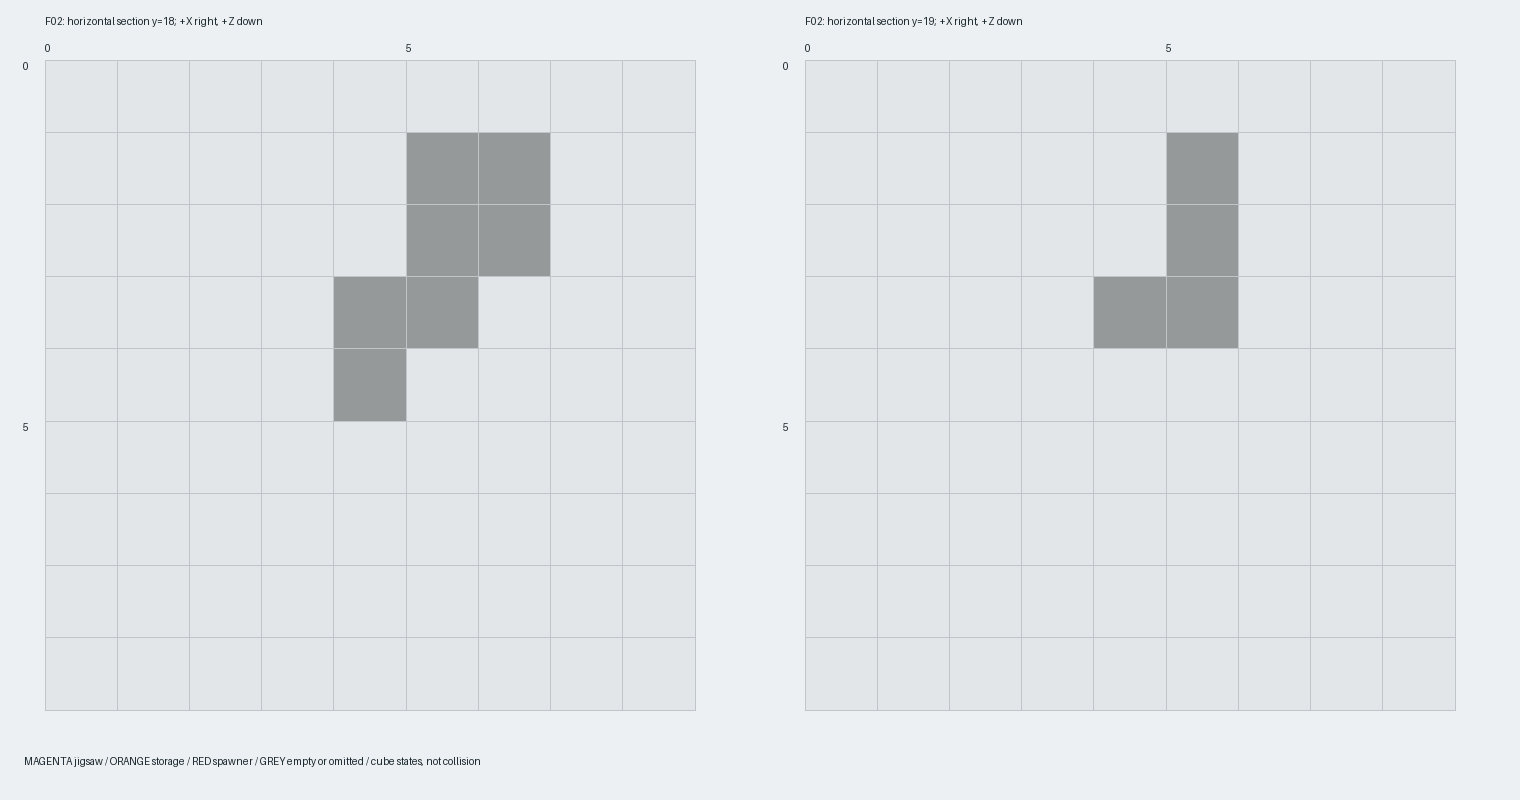 F02: horizontal section y=18; +X right, +Z down
F02: horizontal section y=19; +X right, +Z down
0 5
0 5
0
0
5
5
MAGENTA jigsaw / ORANGE storage / RED spawner / GREY empty or omitted / cube states, not collision